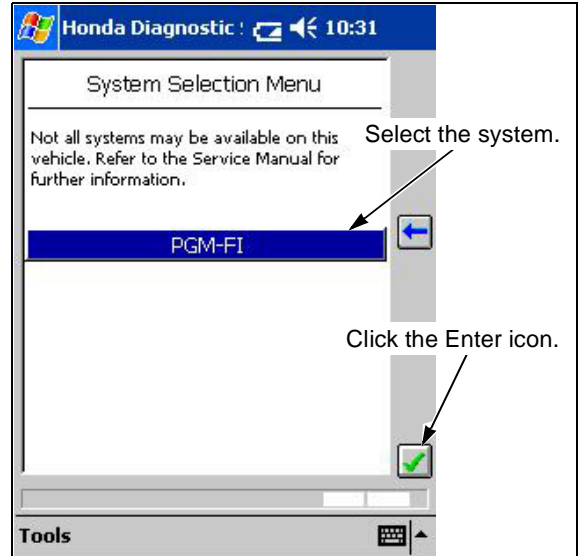 Honda Diagnostic S 10:31
System Selection Menu
Not all systems may be available on this
vehicle. Refer to the Service Manual for
further information.
Select the system.
PGM-FI
Click the Enter icon.
Tools